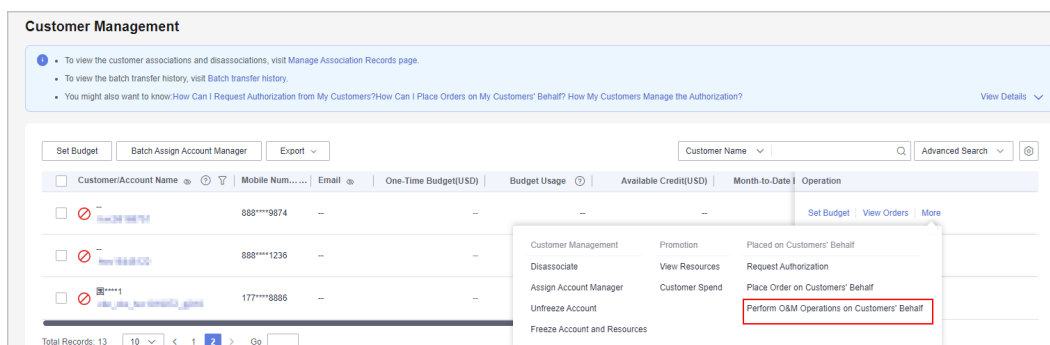 Customer Management
• To view the customer associations and disassociations, visit Manage Association Records page.
• To view the batch transfer history, visit Batch transfer history.
• You might also want to know:How Can I Request Authorization from My Customers?How Can I Place Orders on My Customers' Behalf? How My Customers Manage the Authorization?
View Details
Set Budget Batch Assign Account Manager Export Customer Name Advanced Search
Customer/Account Name Mobile Num... ... Email One-Time Budget(USD) Budget Usage Available Credit(USD) Month-to-Date Operation
-- 888****9874 -- -- -- -- Set Budget View Orders More
-- 888****1236 -- --
国****1 177****8886 --
Customer Management Promotion Placed on Customers' Behalf
Disassociate View Resources Request Authorization
Assign Account Manager Customer Spend Place Order on Customers' Behalf
Unfreeze Account Perform O&M Operations on Customers' Behalf
Freeze Account and Resources
Total Records: 13 10 < 1 2 > Go